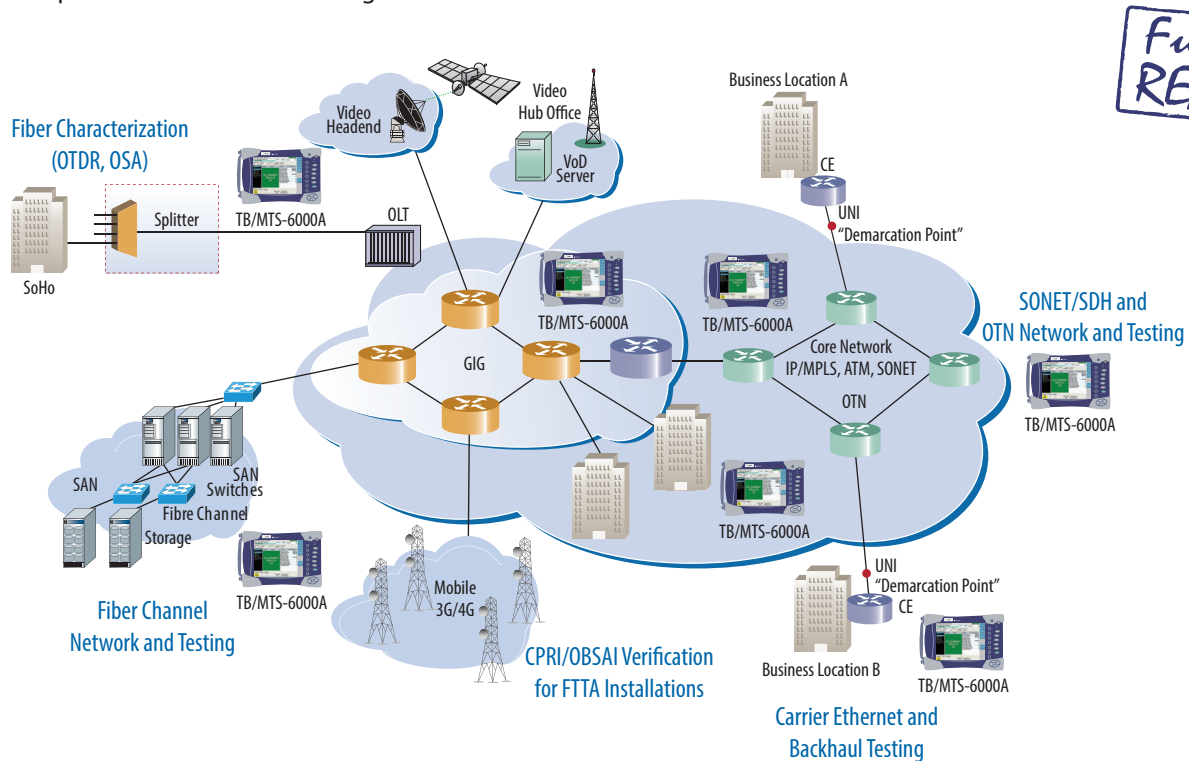 Video
Headend
Video
Hub Office
VoD
Server
Business Location A
CE
UNI
“Demarcation Point”
Fiber Characterization
(OTDR, OSA)
Splitter
SoHo
TB/MTS-6000A
OLT
TB/MTS-6000A
TB/MTS-6000A
GIG
Core Network
IP/MPLS, ATM, SONET
OTN
SONET/SDH and
OTN Network and Testing
TB/MTS-6000A
SAN
SAN
Switches
Fibre Channel
Storage
TB/MTS-6000A
Fiber Channel
Network and Testing
Mobile
3G/4G
CPRI/OBSAI Verification
for FTTA Installations
TB/MTS-6000A
UNI
“Demarcation Point”
CE
Business Location B
TB/MTS-6000A
Carrier Ethernet and
Backhaul Testing